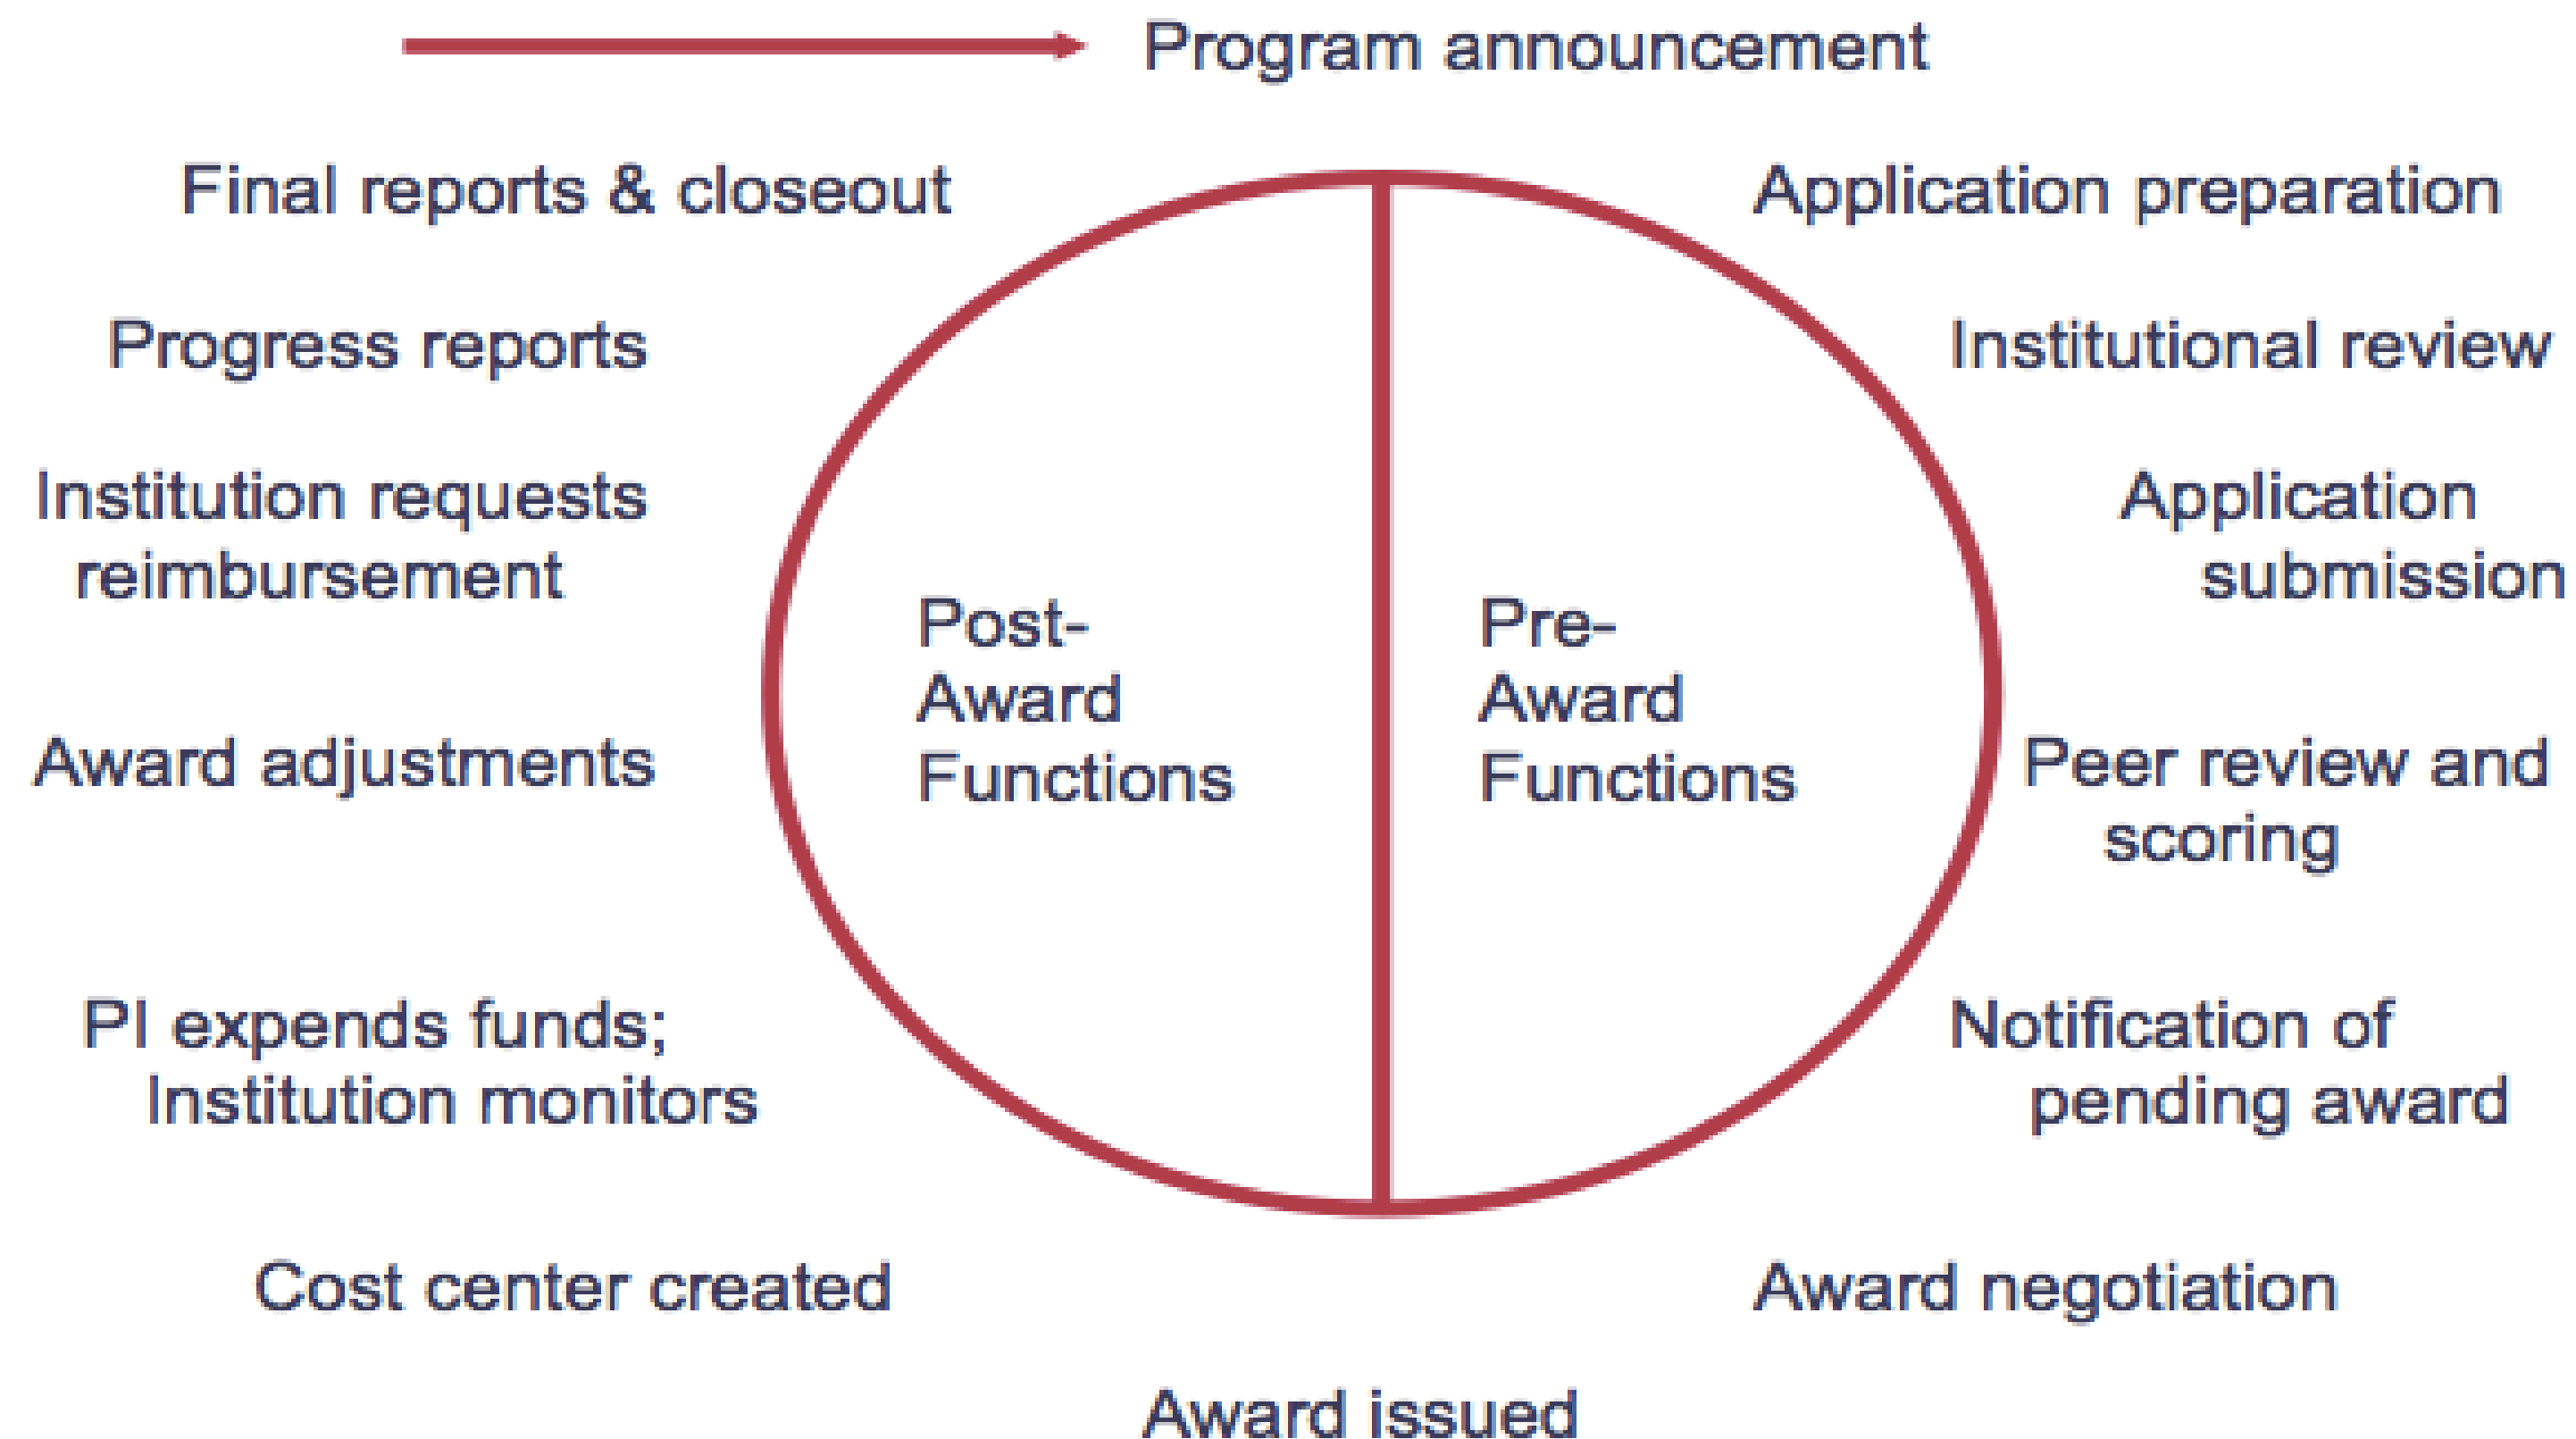 Program announcement
Final reports & closeout
Application preparation
Progress reports
Institutional review
Institution requests
reimbursement
Application
submission
Post-
Award
Functions
Pre-
Award
Functions
Award adjustments
Peer review and
scoring
PI expends funds;
Institution monitors
Notification of
pending award
Cost center created
Award negotiation
Award issued